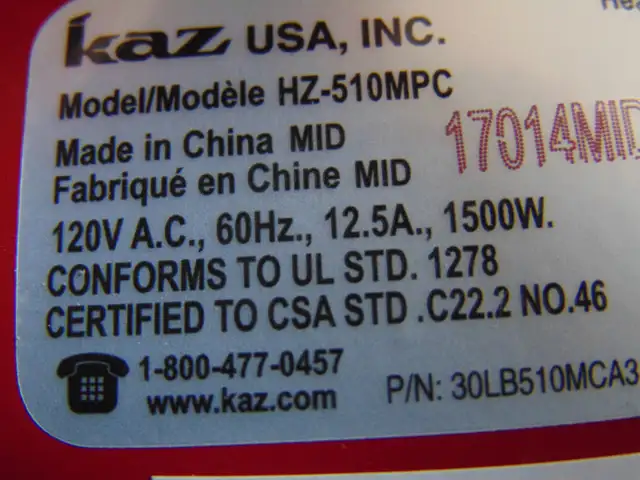 Kaz USA, INC.
Model/Modèle HZ-510MPC
Made in China MID
Fabriqué en Chine MID
17014MID
120V A.C., 60Hz., 12.5A., 1500W.
CONFORMS TO UL STD. 1278
CERTIFIED TO CSA STD .C22.2 NO.46
1-800-477-0457
www.kaz.com
P/N: 30LB510MCA3